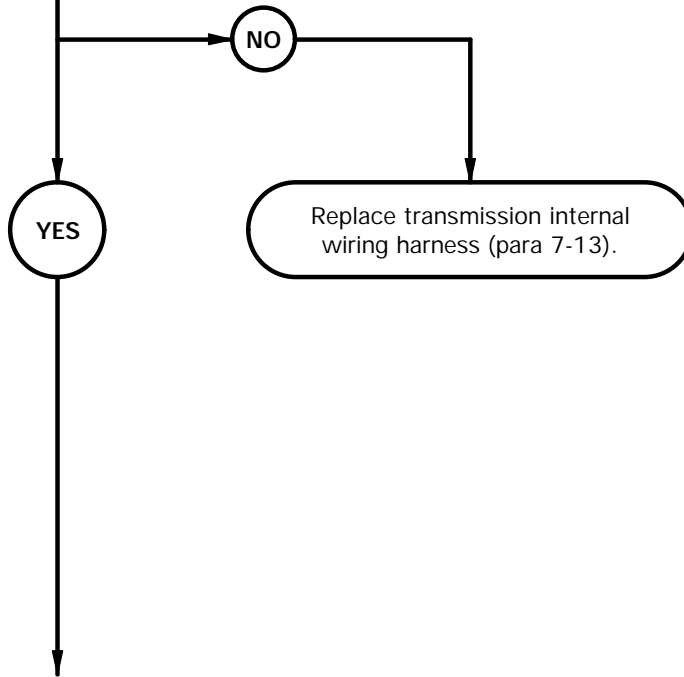 NO
YES
Replace transmission internal
wiring harness (para 7-13).